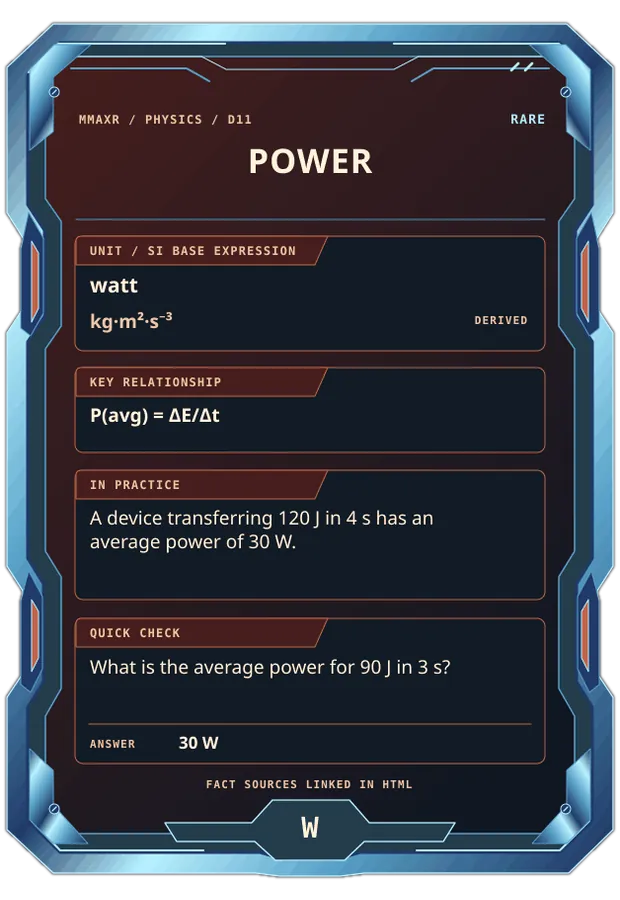 MMAXR / PHYSICS / D11
RARE
POWER
UNIT / SI BASE EXPRESSION
watt
kg·m²·s⁻³
DERIVED
KEY RELATIONSHIP
P(avg) = ΔE/Δt
IN PRACTICE
A device transferring 120 J in 4 s has an
average power of 30 W.
QUICK CHECK
What is the average power for 90 J in 3 s?
ANSWER 30 W
FACT SOURCES LINKED IN HTML
W